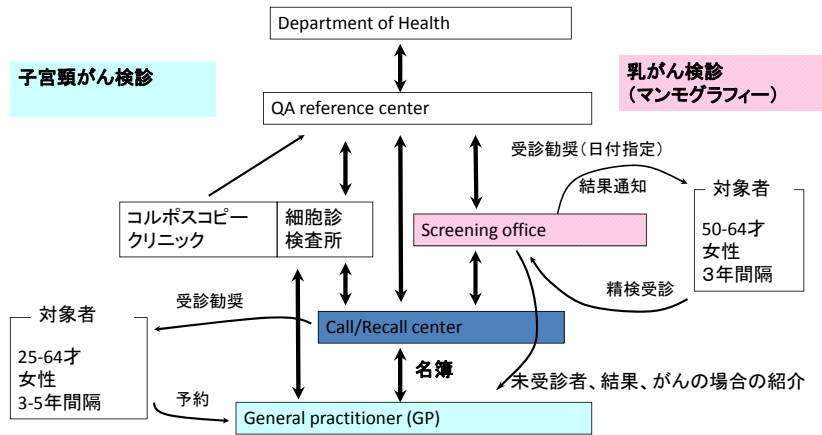 Department of Health
子宮頸がん検診
乳がん検診
（マンモグラフィー）
QA reference center
受診勧奨（日付指定）
結果通知
対象者
50-64才
女性
３年間隔
コルポスコピー
クリニック
細胞診
検査所
Screening office
精検受診
受診勧奨
Call/Recall center
対象者
25-64才
女性
3-5年間隔
名簿
未受診者、結果、がんの場合の紹介
予約
General practitioner (GP)